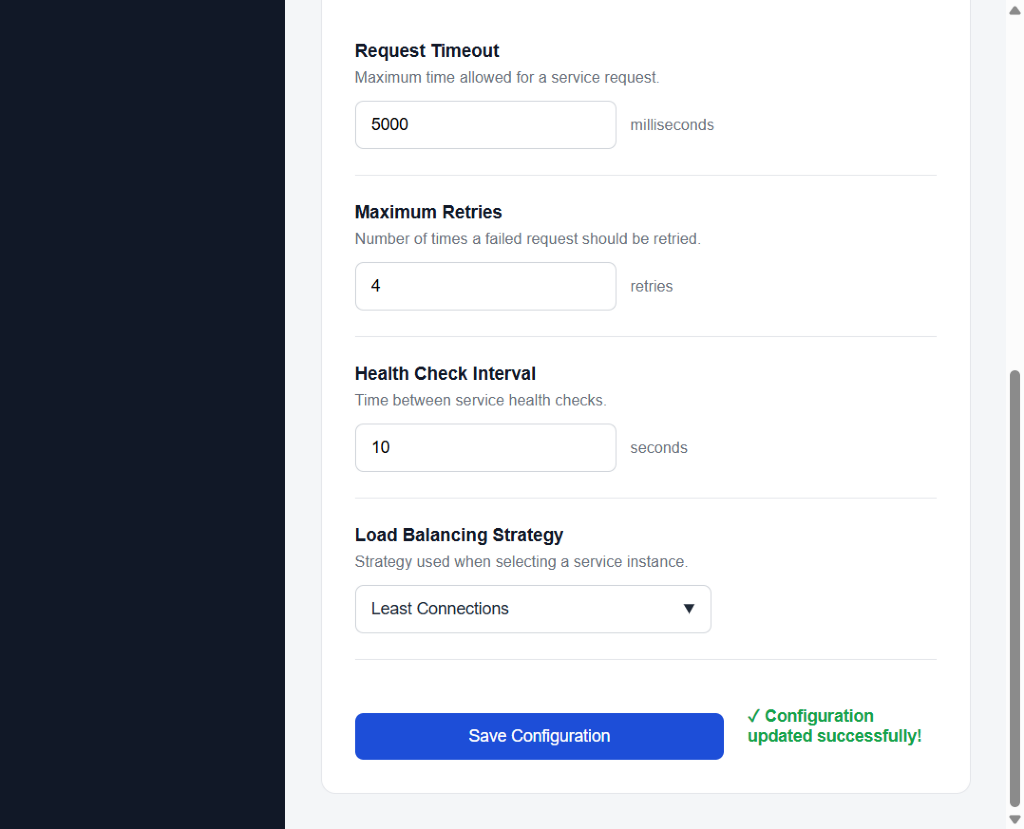 Request Timeout
Maximum time allowed for a service request.
5000 milliseconds
Maximum Retries
Number of times a failed request should be retried.
4 retries
Health Check Interval
Time between service health checks.
10 seconds
Load Balancing Strategy
Strategy used when selecting a service instance.
Least Connections ▼
Save Configuration
✓ Configuration
updated successfully!